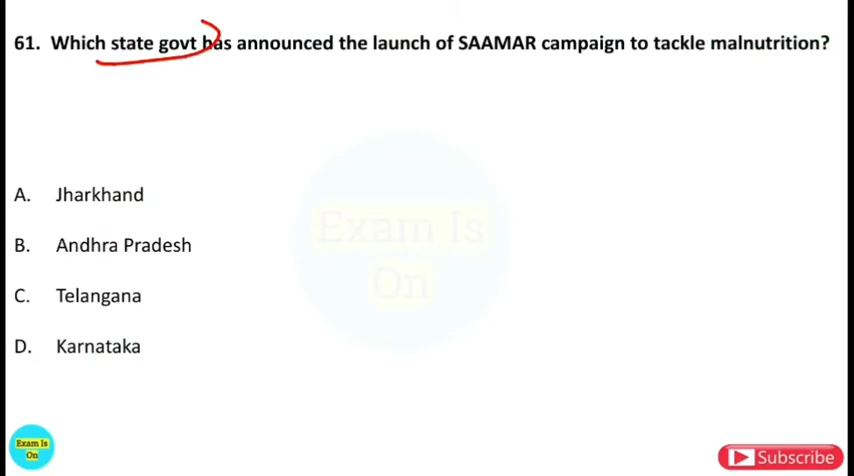 61. Which state govt has announced the launch of SAAMAR campaign to tackle malnutrition?
A. Jharkhand
B. Andhra Pradesh
C. Telangana
D. Karnataka
Exam Is
On
Exam Is
On
Subscribe